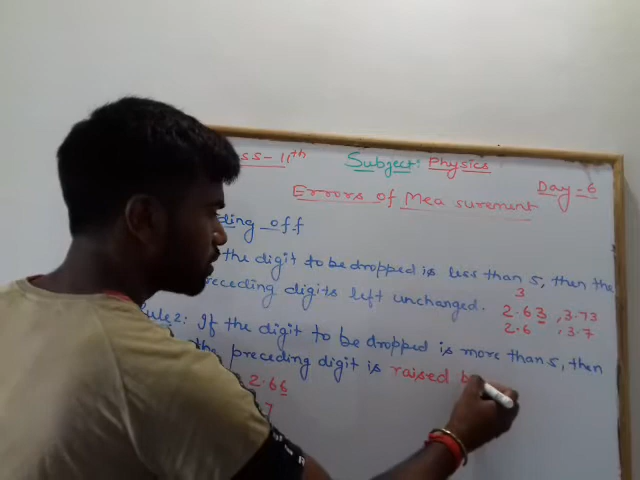 ss- 11th
Subject: Physics
Day-6
Errors of Measurement
ding off
the digit to be dropped is less than 5, then the
receding digits left unchanged.
3
2.63, 3.73
2.6, 3.7
Rule2: If the digit to be dropped is more than 5, then
the preceding digit is raised b
2.66
7